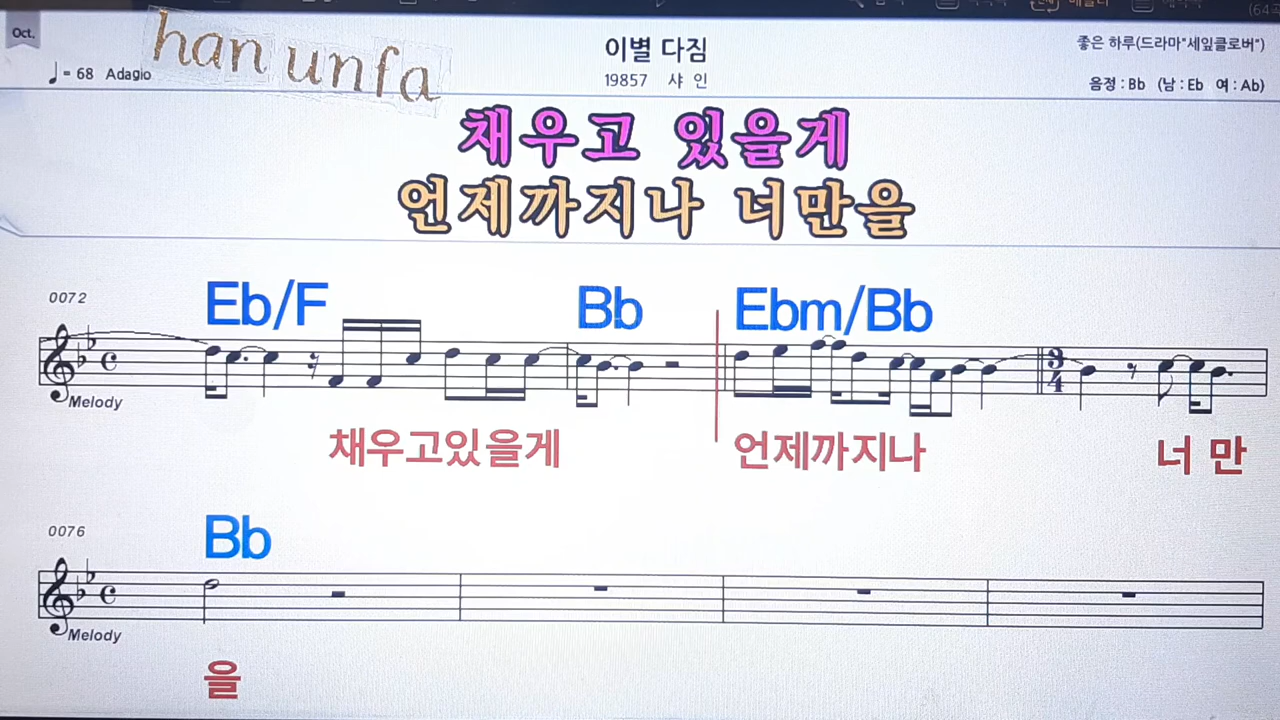 Oct.
♩= 68 Adagio
han unfa
이별 다짐
19857 샤 인
좋은 하루(드라마"세잎클로버")
음정 : Bb (남 : Eb 여 : Ab)
채우고 있을게
언제까지나 너만을
0072
Eb/F Bb Ebm/Bb
3
4
Melody
채우고있을게 언제까지나 너 만
0076
Bb
Melody
을